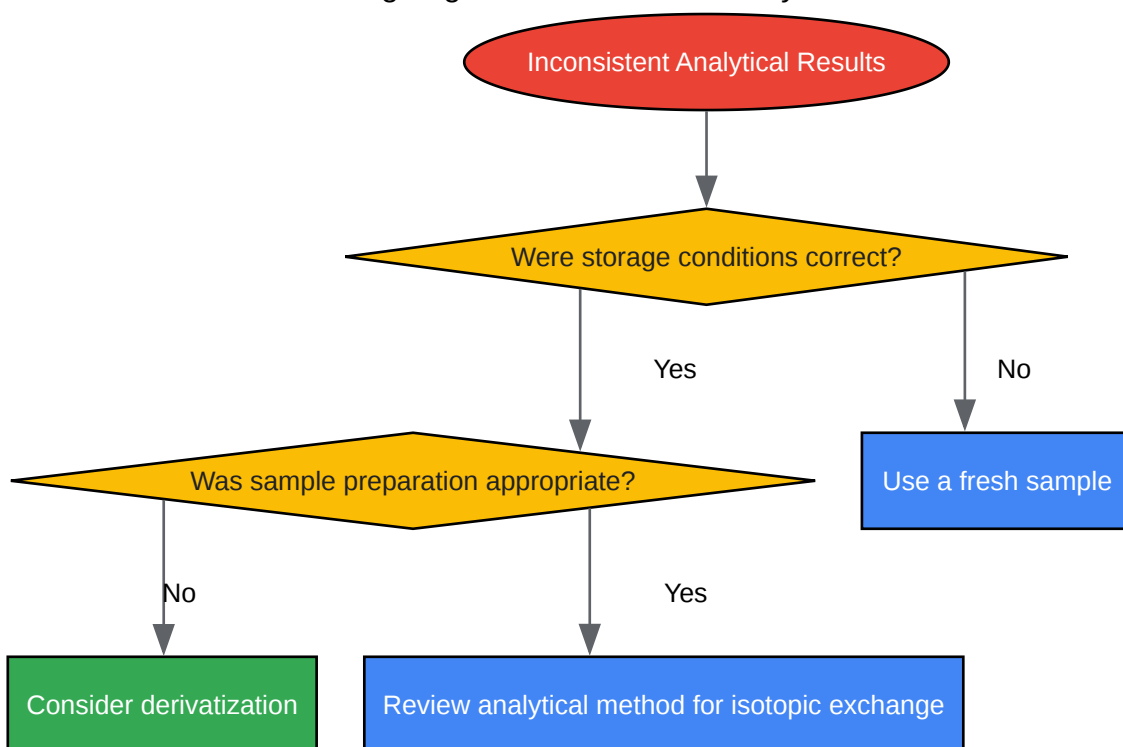 Inconsistent Analytical Results
Were storage conditions correct?
Yes
No
Was sample preparation appropriate?
Use a fresh sample
No
Yes
Consider derivatization
Review analytical method for isotopic exchange